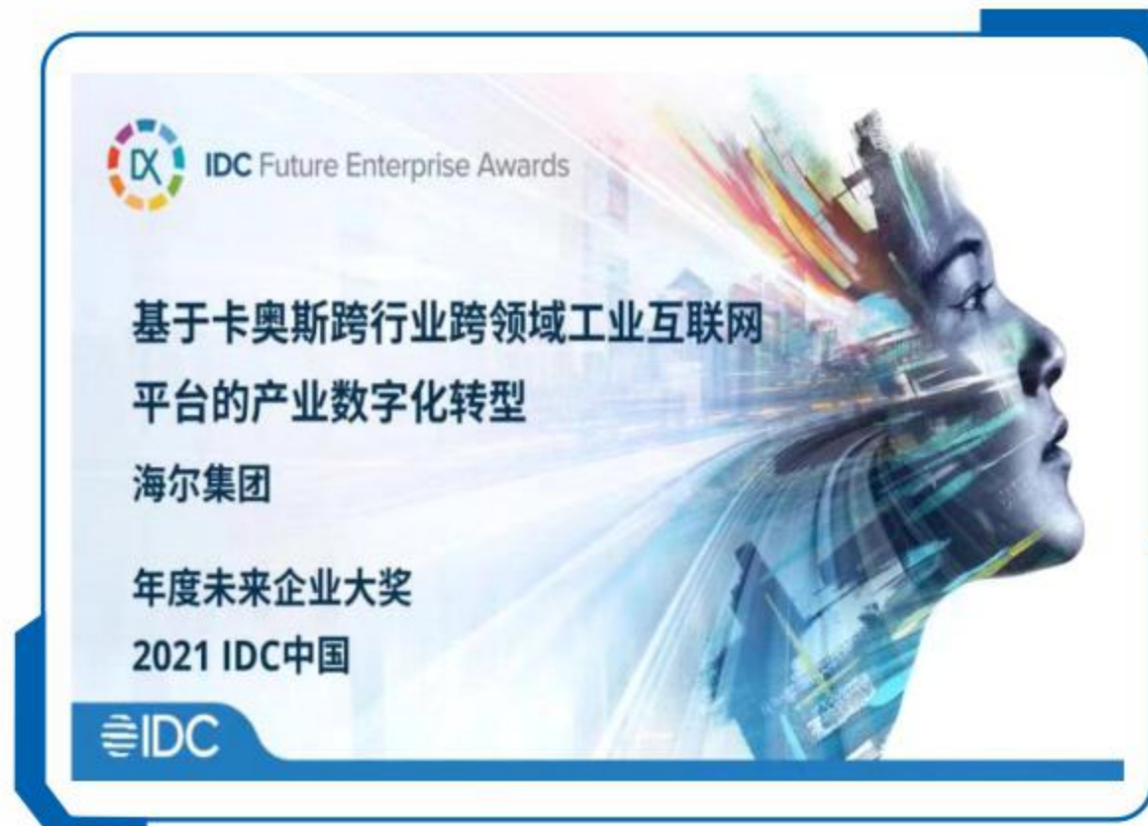 DX
IDC Future Enterprise Awards
基于卡奥斯跨行业跨领域工业互联网
平台的产业数字化转型
海尔集团
年度未来企业大奖
2021 IDC中国
IDC